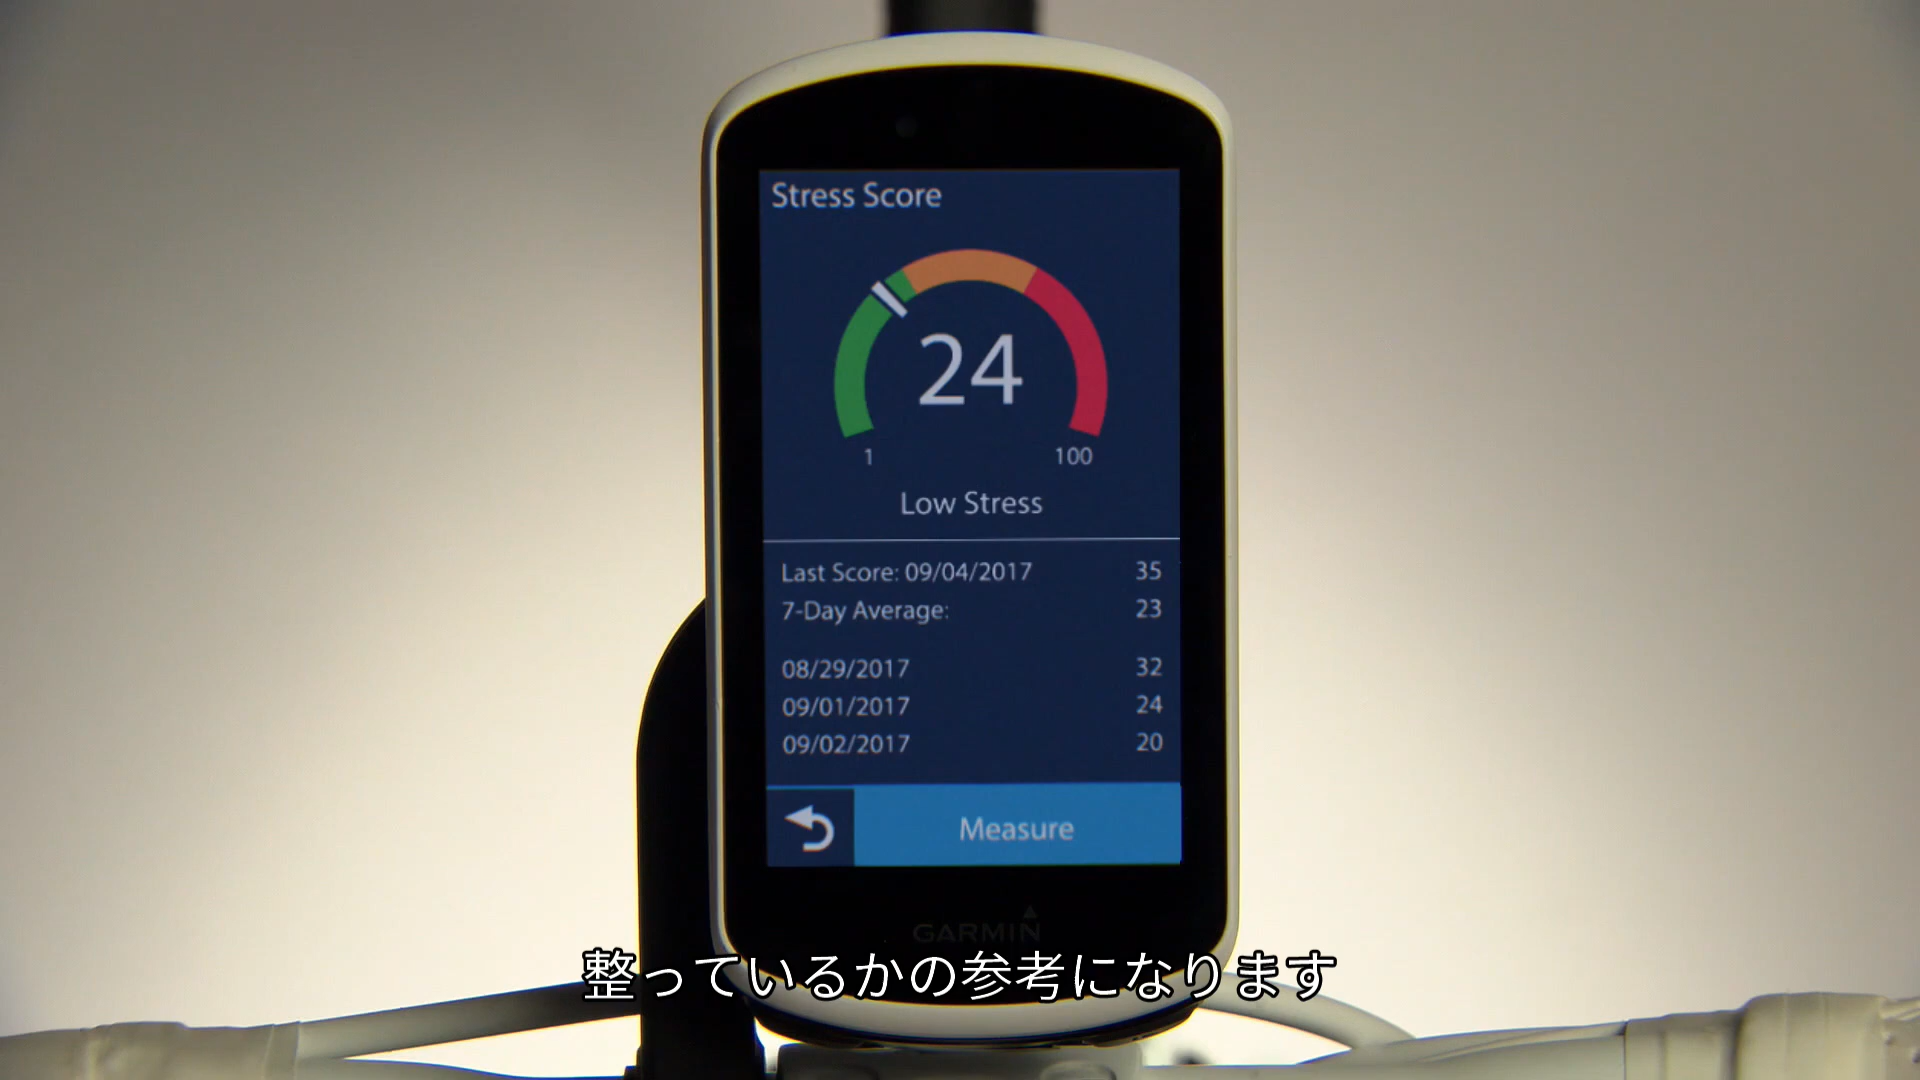 Stress Score
24
1 100
Low Stress
Last Score: 09/04/2017 35
7-Day Average: 23
08/29/2017 32
09/01/2017 24
09/02/2017 20
Measure
GARMIN
整っているかの参考になります